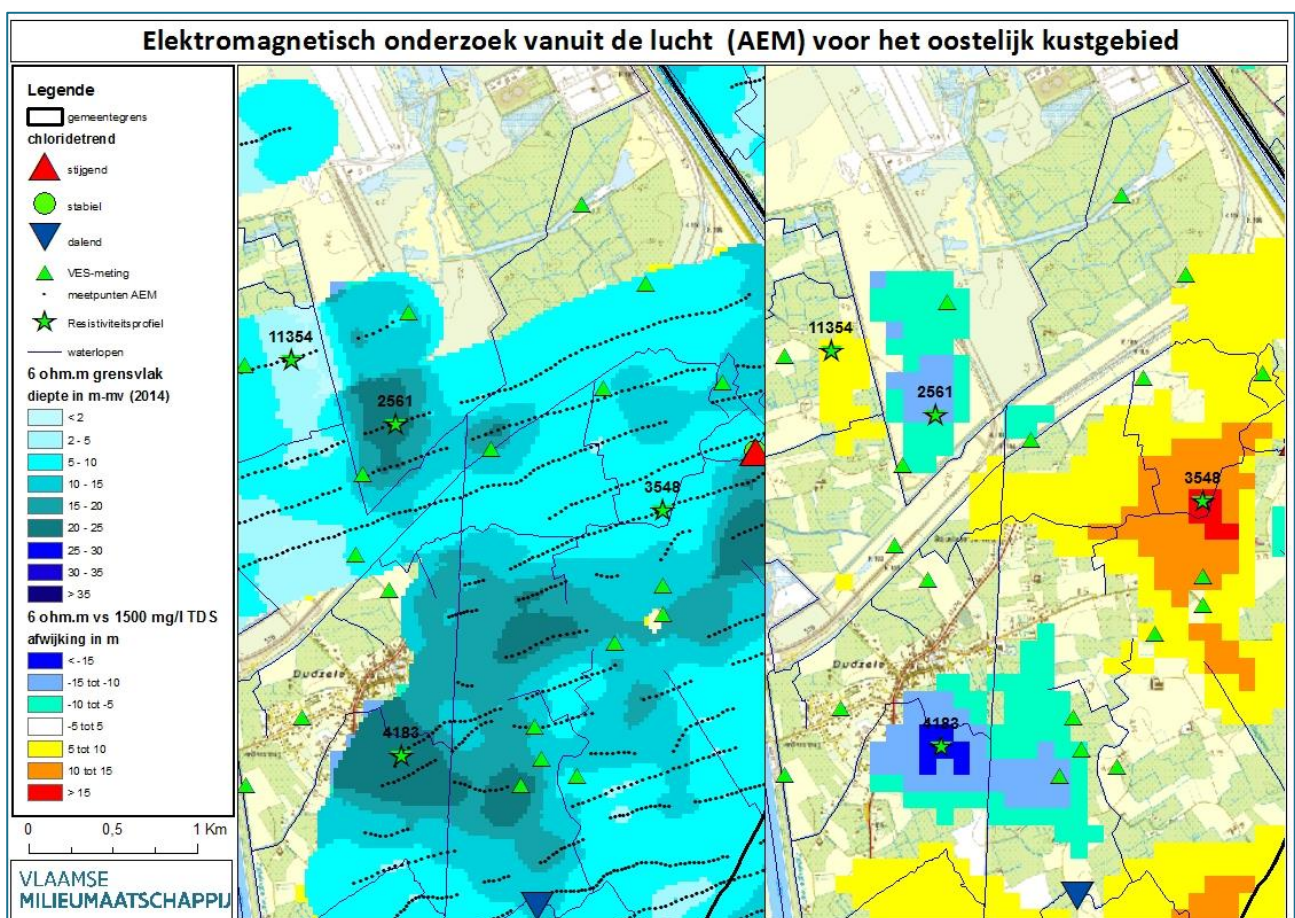 Elektromagnetisch onderzoek vanuit de lucht (AEM) voor het oostelijk kustgebied
Legende
gemeentegrens
chloridetrend
stijgend
stabiel
dalend
VES-meting
meetpunten AEM
Resistiviteitsprofiel
waterlopen
6 ohm.m grensvlak
diepte in m-mv (2014)
< 2
2 - 5
5 - 10
10 - 15
15 - 20
20 - 25
25 - 30
30 - 35
> 35
6 ohm.m vs 1500 mg/l TDS
afwijking in m
< -15
-15 tot -10
-10 tot -5
-5 tot 5
5 tot 10
10 tot 15
> 15
0 0,5 1 Km
VLAAMSE
MILIEUMAATSCHAPPIJ
11354
2561
3548
Dudzele
4183
11354
2561
3548
Dudzele
4183